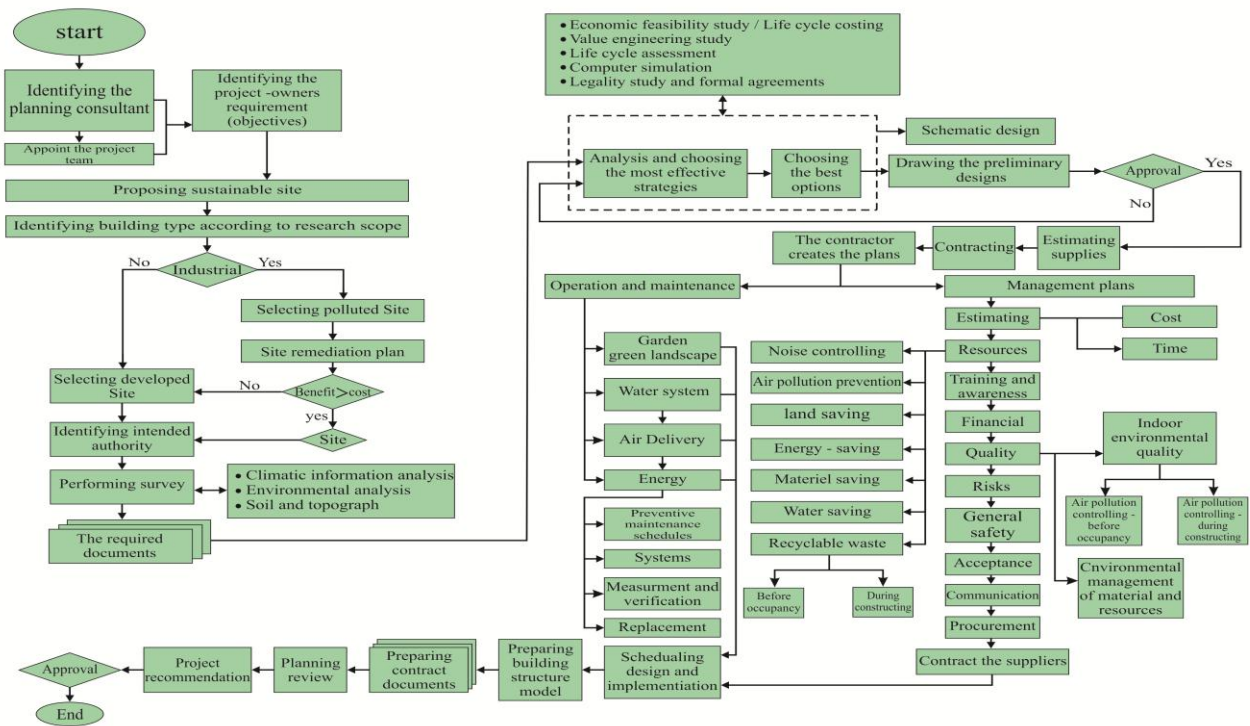 start
Identifying the
planning consultant
Appoint the project
team
Identifying the
project -owners
requirement
(objectives)
Proposing sustainable site
Identifying building type according to research scope
No
Industrial
Yes
Selecting polluted Site
Site remediation plan
Selecting developed
Site
No
Benefit>cost
yes
Identifying intended
authority
Site
Performing survey
• Climatic information analysis
• Environmental analysis
• Soil and topograph
The required
documents
• Economic feasibility study / Life cycle costing
• Value engineering study
• Life cycle assessment
• Computer simulation
• Legality study and formal agreements
Schematic design
Analysis and choosing
the most effective
strategies
Choosing
the best
options
Drawing the preliminary
designs
Approval
Yes
No
The contractor
creates the plans
Contracting
Estimating
supplies
Operation and maintenance
Management plans
Garden
green landscape
Water system
Air Delivery
Energy
Preventive
maintenance
schedules
Systems
Measurment and
verification
Replacement
Noise controlling
Air pollution prevention
land saving
Energy - saving
Materiel saving
Water saving
Recyclable waste
Before
occupancy
During
constructing
Estimating
Cost
Time
Resources
Training and
awareness
Financial
Quality
Risks
General
safety
Acceptance
Communication
Procurement
Contract the suppliers
Indoor
environmental
quality
Air pollution
controlling -
before
occupancy
Air pollution
controlling -
during
constructing
Cnvironmental
management
of material and
resources
Approval
Project
recommendation
Planning
review
Preparing
contract
documents
Preparing
building
structure
model
Schedualing
design and
implementiation
End